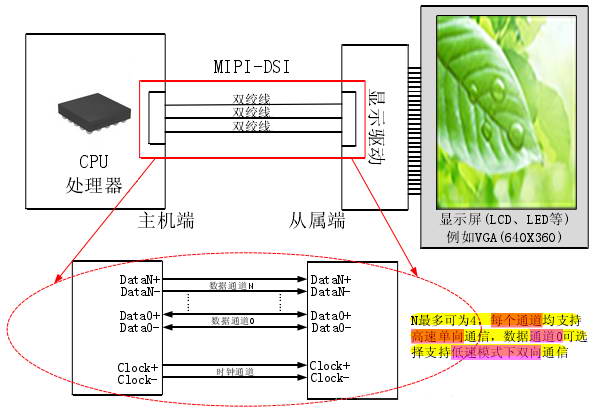 MIPI-DSI
双绞线
双绞线
双绞线
CPU
处理器
显示驱动
主机端
从属端
显示屏(LCD、LED等)
例如VGA(640X360)
DataN+
DataN-
数据通道N
DataN+
DataN-
Data0+
Data0-
数据通道0
Data0+
Data0-
Clock+
Clock-
时钟通道
Clock+
Clock-
N最多可为4，每个通道均支持
高速单向通信，数据通道0可选
择支持低速模式下双向通信